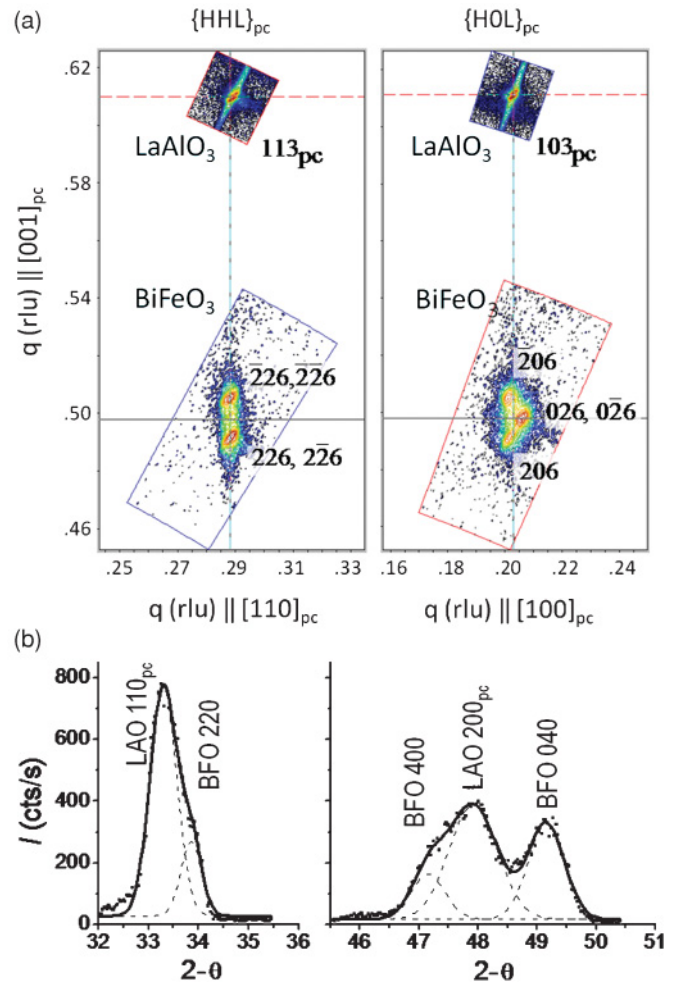 (a)
{HHL}pc
{H0L}pc
.62
LaAlO₃
113pc
LaAlO₃
103pc
.58
q (rlu) || [001]pc
.54
BiFeO₃
BiFeO₃
2̅26, 2̅2̅6
2̅06
.50
026, 02̅6
226, 22̅6
206
.46
.25 .27 .29 .31 .33
.16 .18 .20 .22 .24
q (rlu) || [110]pc
q (rlu) || [100]pc
(b)
800
600
400
200
0
I (cts/s)
LAO 110pc
BFO 220
BFO 400
LAO 200pc
BFO 040
32 33 34 35 36
47 48 49 50 51
2-θ
2-θ